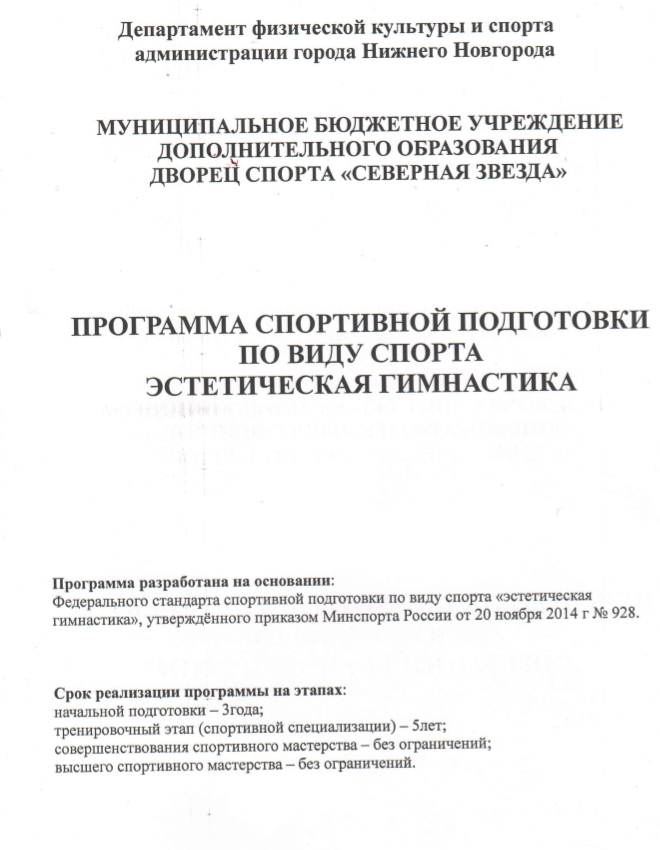 Департамент физической культуры и спорта
администрации города Нижнего Новгорода
МУНИЦИПАЛЬНОЕ БЮДЖЕТНОЕ УЧРЕЖДЕНИЕ
ДОПОЛНИТЕЛЬНОГО ОБРАЗОВАНИЯ
ДВОРЕЦ СПОРТА «СЕВЕРНАЯ ЗВЕЗДА»
ПРОГРАММА СПОРТИВНОЙ ПОДГОТОВКИ
ПО ВИДУ СПОРТА
ЭСТЕТИЧЕСКАЯ ГИМНАСТИКА
Программа разработана на основании:
Федерального стандарта спортивной подготовки по виду спорта «эстетическая
гимнастика», утверждённого приказом Минспорта России от 20 ноября 2014 г № 928.
Срок реализации программы на этапах:
начальной подготовки – 3года;
тренировочный этап (спортивной специализации) – 5лет;
совершенствования спортивного мастерства – без ограничений;
высшего спортивного мастерства – без ограничений.